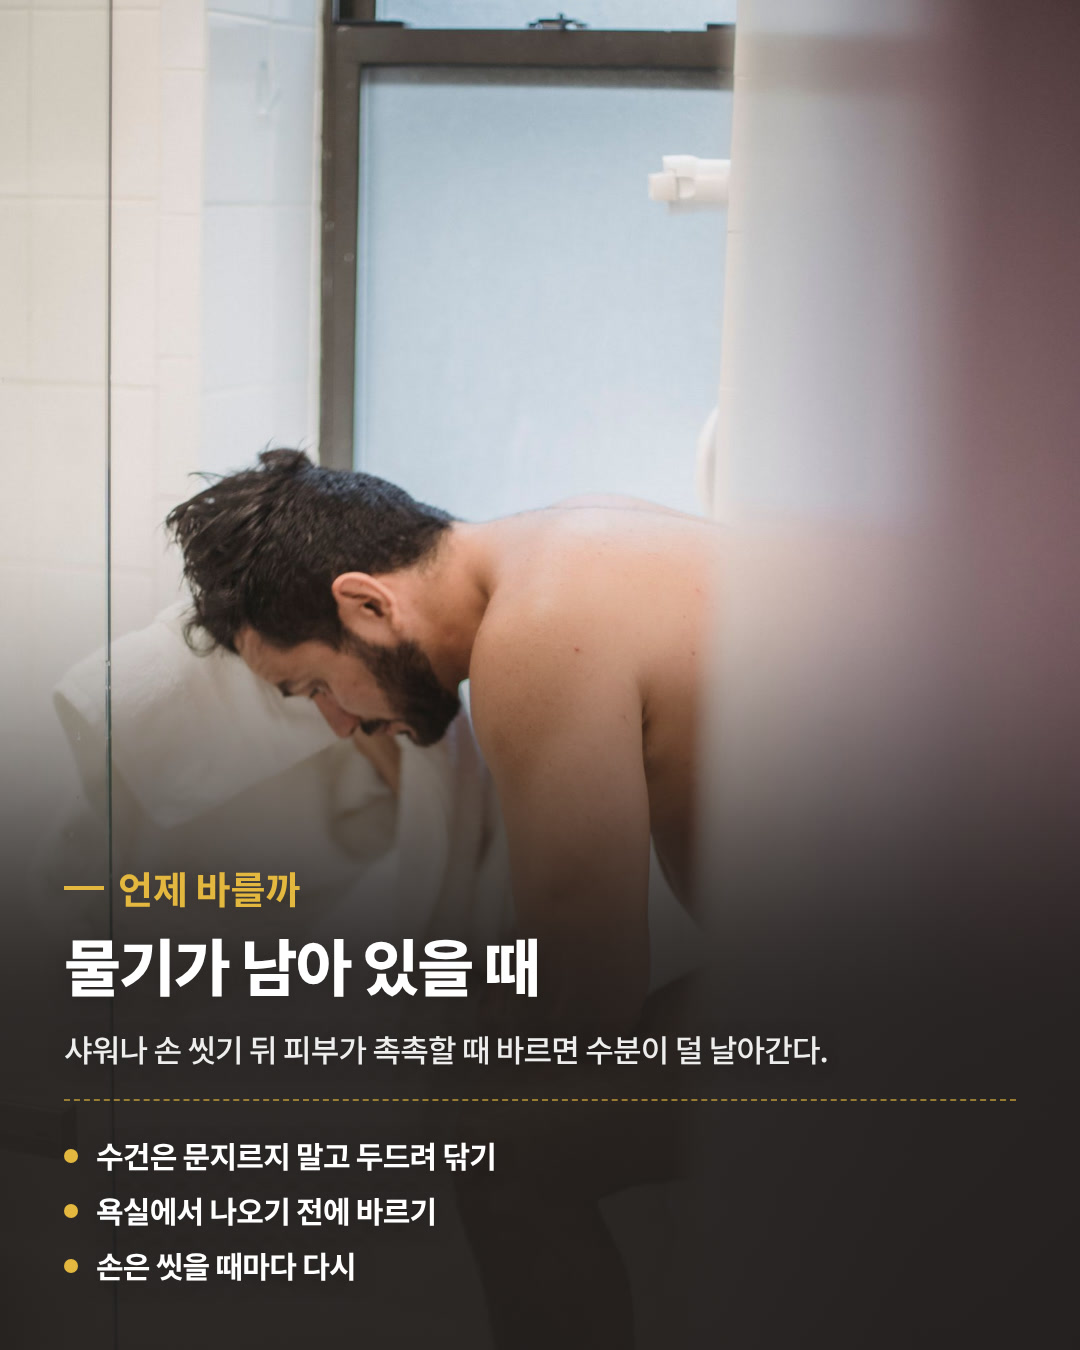 언제 바를까
물기가 남아 있을 때
샤워나 손 씻기 뒤 피부가 촉촉할 때 바르면 수분이 덜 날아간다.
수건은 문지르지 말고 두드려 닦기
욕실에서 나오기 전에 바르기
손은 씻을 때마다 다시